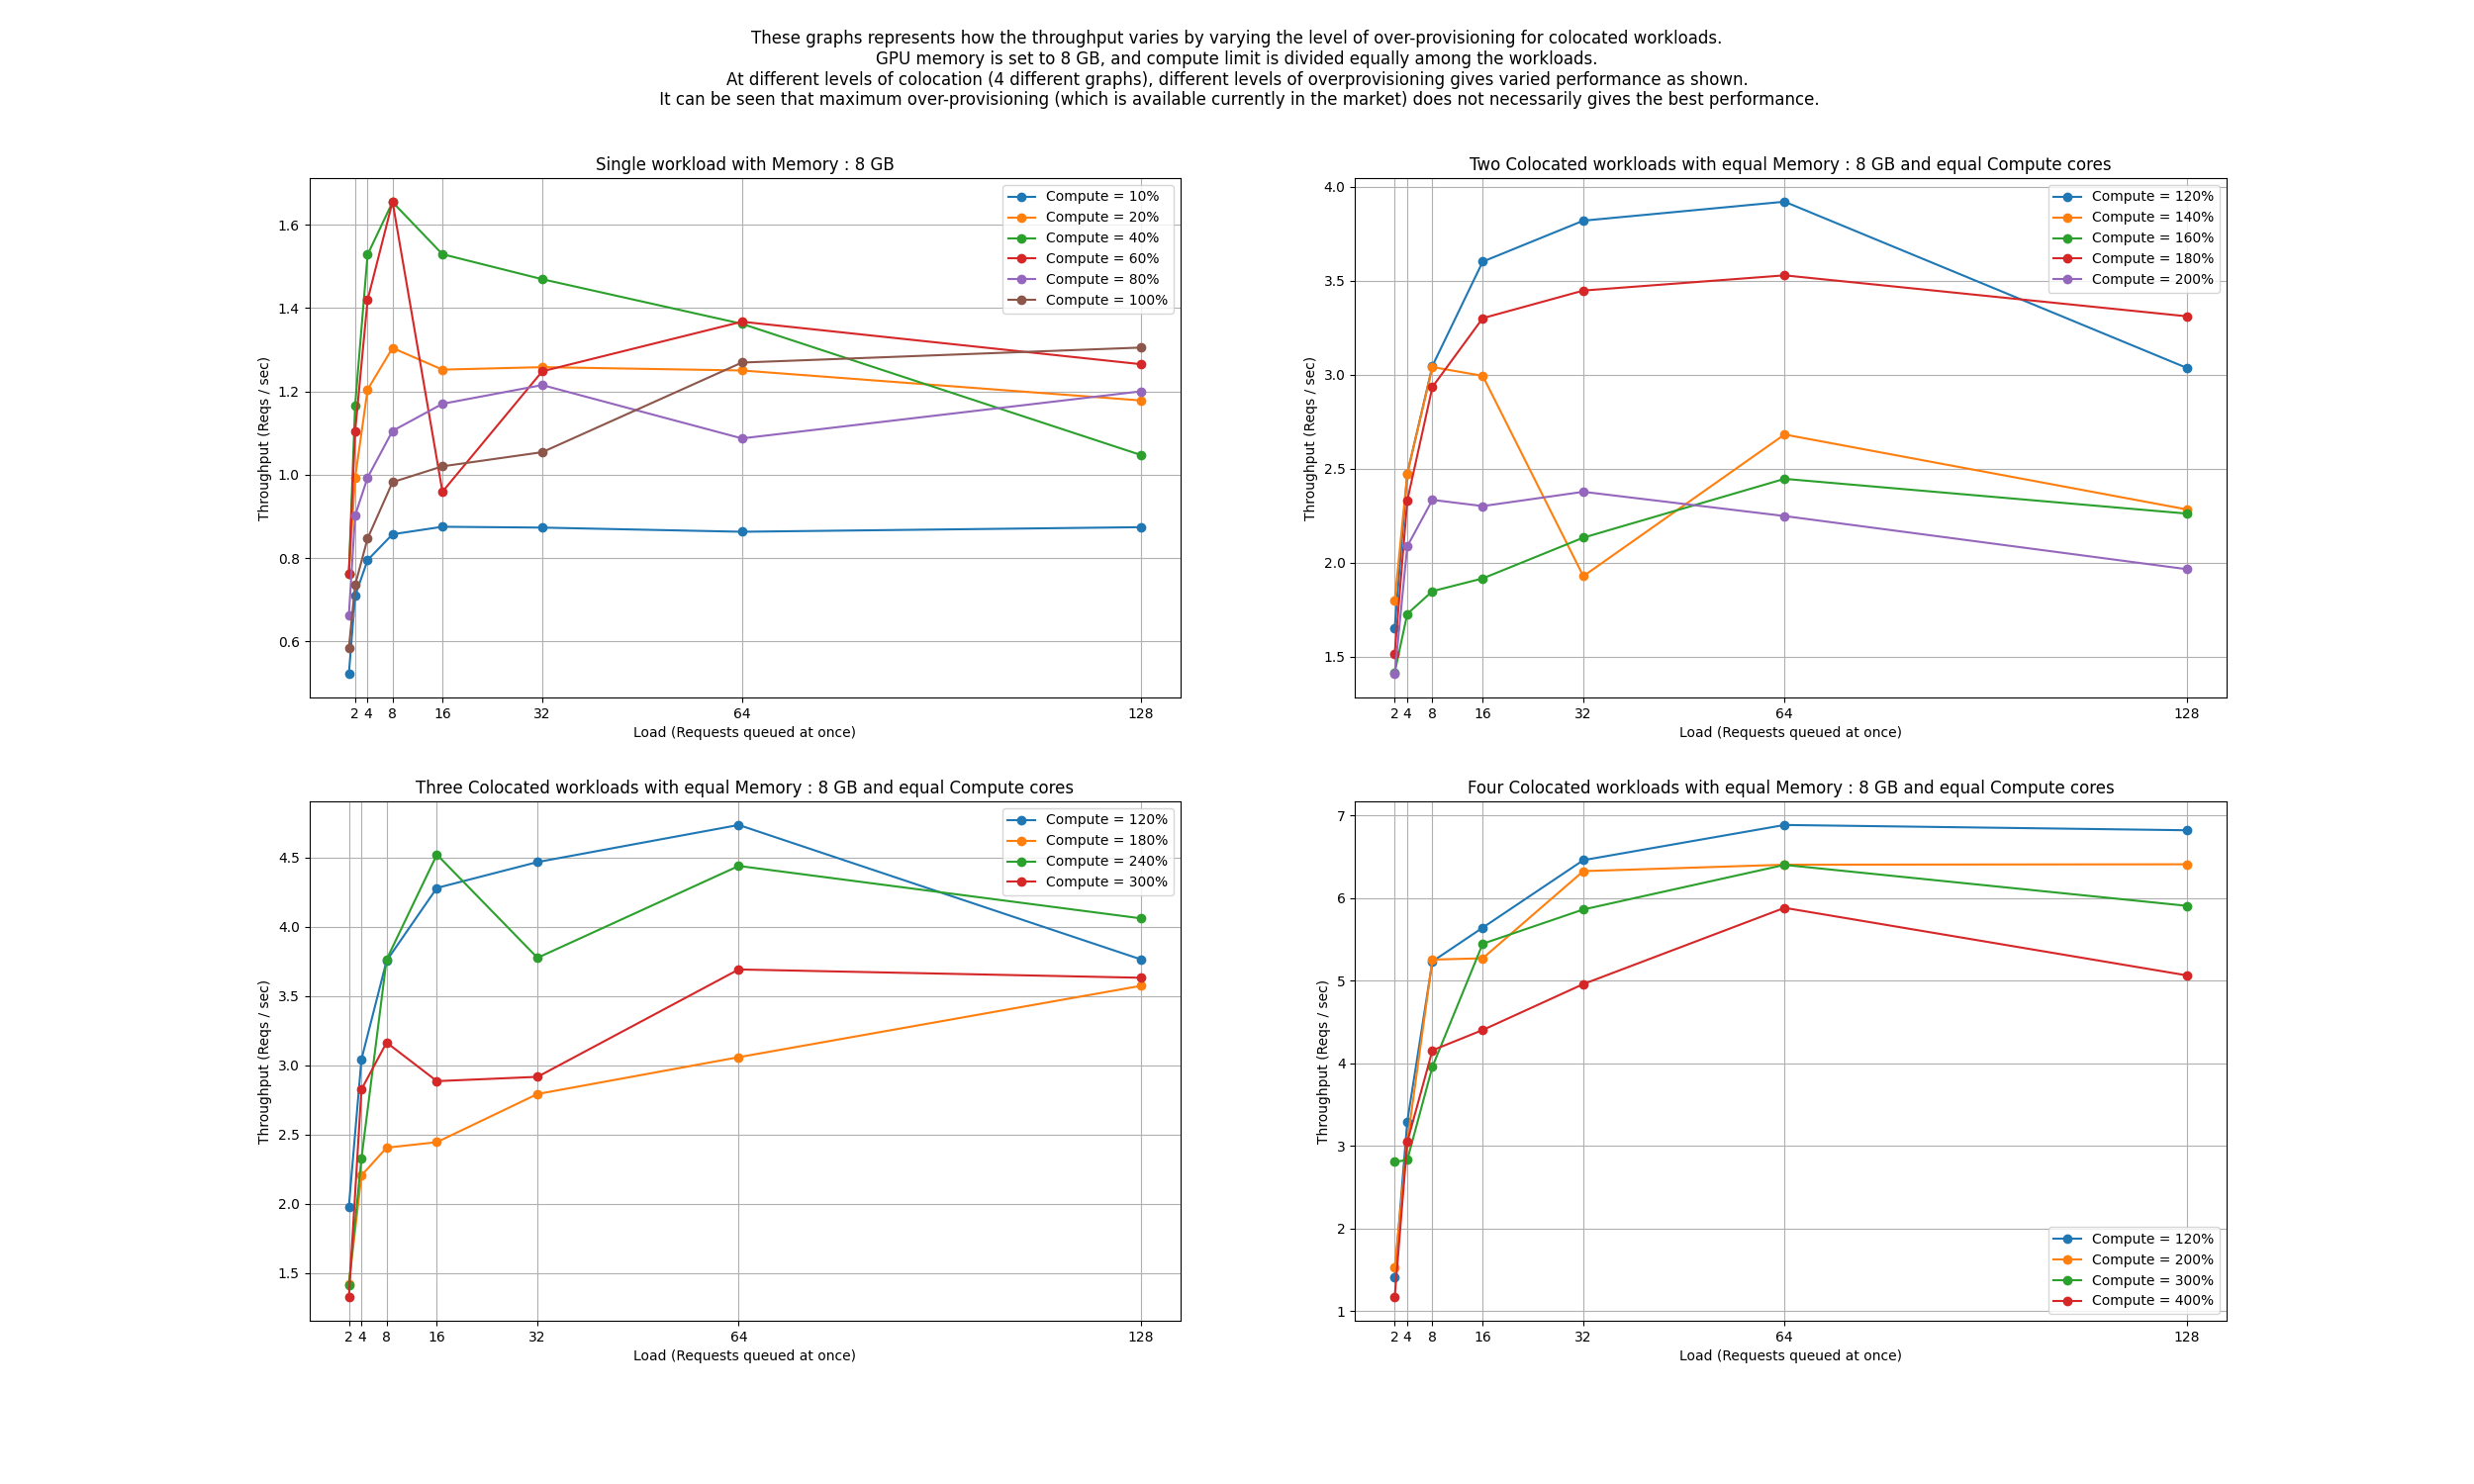 These graphs represents how the throughput varies by varying the level of over-provisioning for colocated workloads.
GPU memory is set to 8 GB, and compute limit is divided equally among the workloads.
At different levels of colocation (4 different graphs), different levels of overprovisioning gives varied performance as shown.
It can be seen that maximum over-provisioning (which is available currently in the market) does not necessarily gives the best performance.
Single workload with Memory : 8 GB
Throughput (Reqs / sec)
1.6
1.4
1.2
1.0
0.8
0.6
Compute = 10%
Compute = 20%
Compute = 40%
Compute = 60%
Compute = 80%
Compute = 100%
2 4 8 16 32 64 128
Load (Requests queued at once)
Two Colocated workloads with equal Memory : 8 GB and equal Compute cores
Throughput (Reqs / sec)
4.0
3.5
3.0
2.5
2.0
1.5
Compute = 120%
Compute = 140%
Compute = 160%
Compute = 180%
Compute = 200%
2 4 8 16 32 64 128
Load (Requests queued at once)
Three Colocated workloads with equal Memory : 8 GB and equal Compute cores
Throughput (Reqs / sec)
4.5
4.0
3.5
3.0
2.5
2.0
1.5
Compute = 120%
Compute = 180%
Compute = 240%
Compute = 300%
2 4 8 16 32 64 128
Load (Requests queued at once)
Four Colocated workloads with equal Memory : 8 GB and equal Compute cores
Throughput (Reqs / sec)
7
6
5
4
3
2
1
Compute = 120%
Compute = 200%
Compute = 300%
Compute = 400%
2 4 8 16 32 64 128
Load (Requests queued at once)